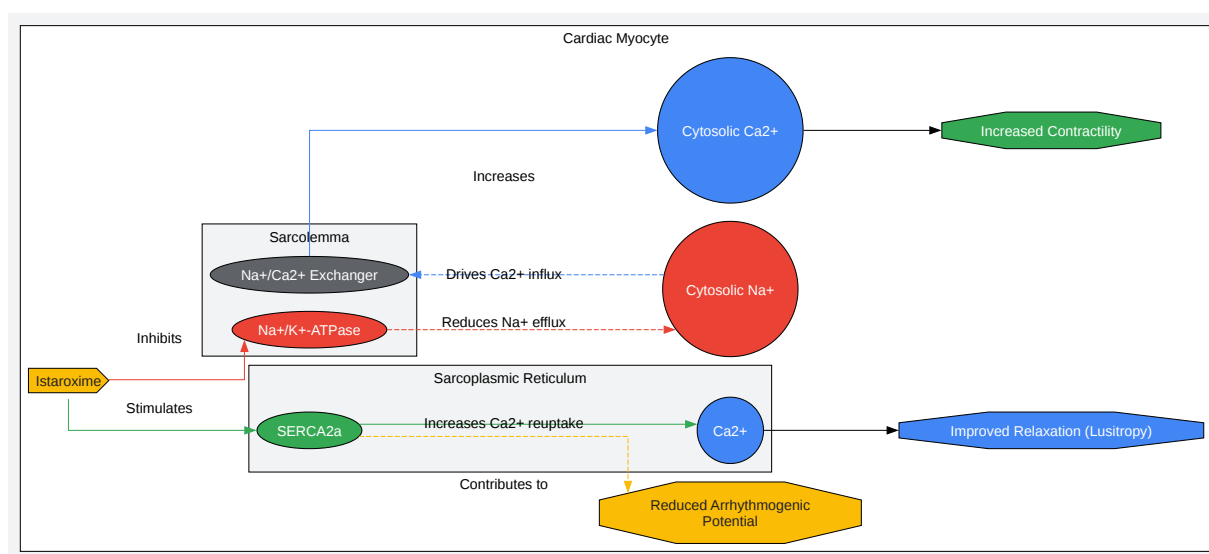 Cardiac Myocyte
Cytosolic Ca2+
Increased Contractility
Increases
Sarcolemma
Na+/Ca2+ Exchanger
Drives Ca2+ influx
Cytosolic Na+
Na+/K+-ATPase
Reduces Na+ efflux
Inhibits
Istaroxime
Sarcoplasmic Reticulum
Stimulates
SERCA2a
Increases Ca2+ reuptake
Ca2+
Improved Relaxation (Lusitropy)
Contributes to
Reduced Arrhythmogenic
Potential